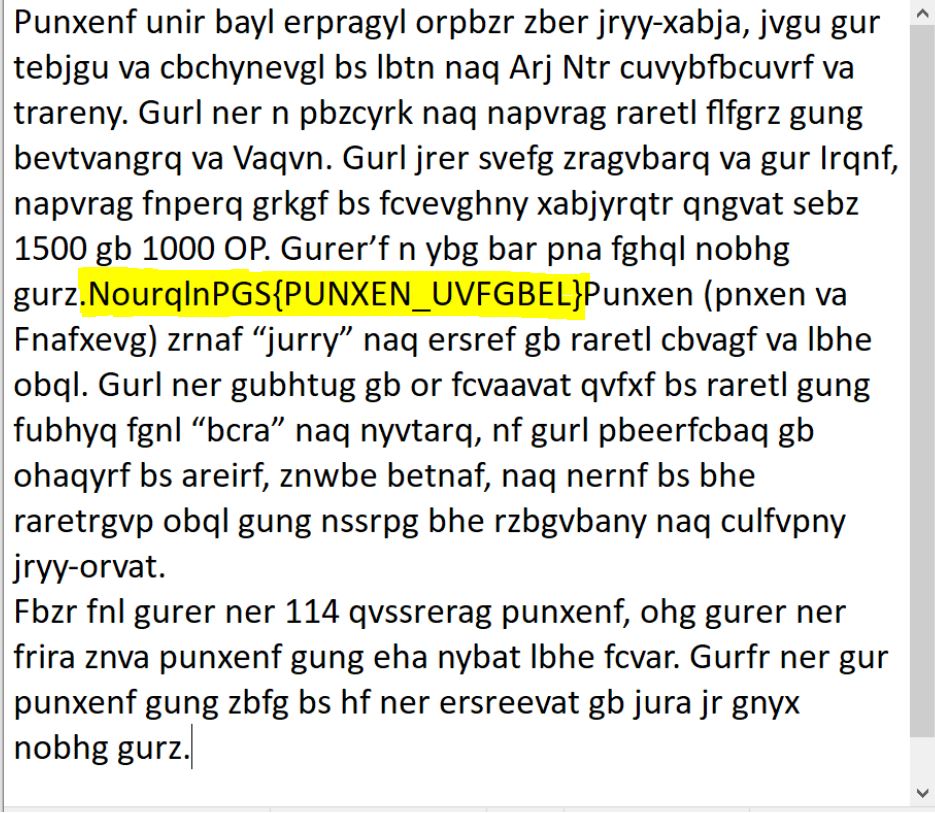 Punxenf unir bayl erpragyl orpbzr zber jryy-xabja, jvgu gur
tebjgu va cbchynevgl bs lbtn naq Arj Ntr cuvybfbcuvrf va
trareny. Gurl ner n pbzcyrk naq napvrag raretl flfgrz gung
bevtvangrq va Vaqvn. Gurl jrer svefg zragvbarq va gur Irqnf,
napvrag fnperq grkgf bs fcvevghny xabjyrqtr qngvat sebz
1500 gb 1000 OP. Gurer’f n ybg bar pna fghql nobhg
gurz.NourqlnPGS{PUNXEN_UVFGBEL}Punxen (pnxen va
Fnafxevg) zrnaf “jurry” naq ersref gb raretl cbvagf va lbhe
obql. Gurl ner gubhtug gb or fcvaavat qvfxf bs raretl gung
fubhyq fgnl “bcra” naq nyvtarq, nf gurl pbeerfcbaq gb
ohaqyrf bs areirf, znwbe betnaf, naq nernf bs bhe
raretrgvp obql gung nssrpg bhe rzbgvbany naq culfvpny
jryy-orvat.
Fbzr fnl gurer ner 114 qvssrerag punxenf, ohg gurer ner
frira znva punxenf gung eha nybat lbhe fcvar. Gurfr ner gur
punxenf gung zbfg bs hf ner ersreevat gb jura jr gnyx
nobhg gurz.